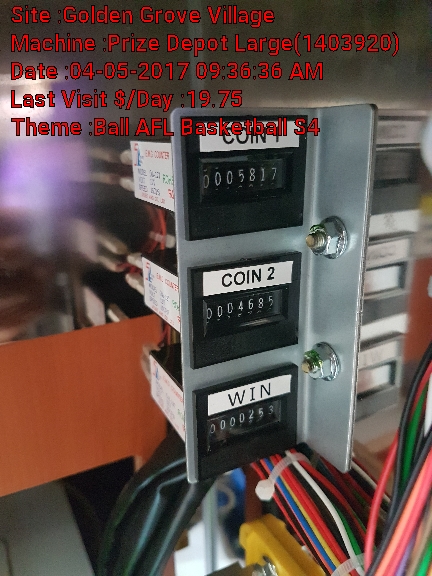 Site :Golden Grove Village
Machine :Prize Depot Large(1403920)
Date :04-05-2017 09:36:36 AM
Last Visit $/Day :19.75
Theme :Ball AFL Basketball S4
COIN 1
0005817
COIN 2
0004685
WIN
0000253